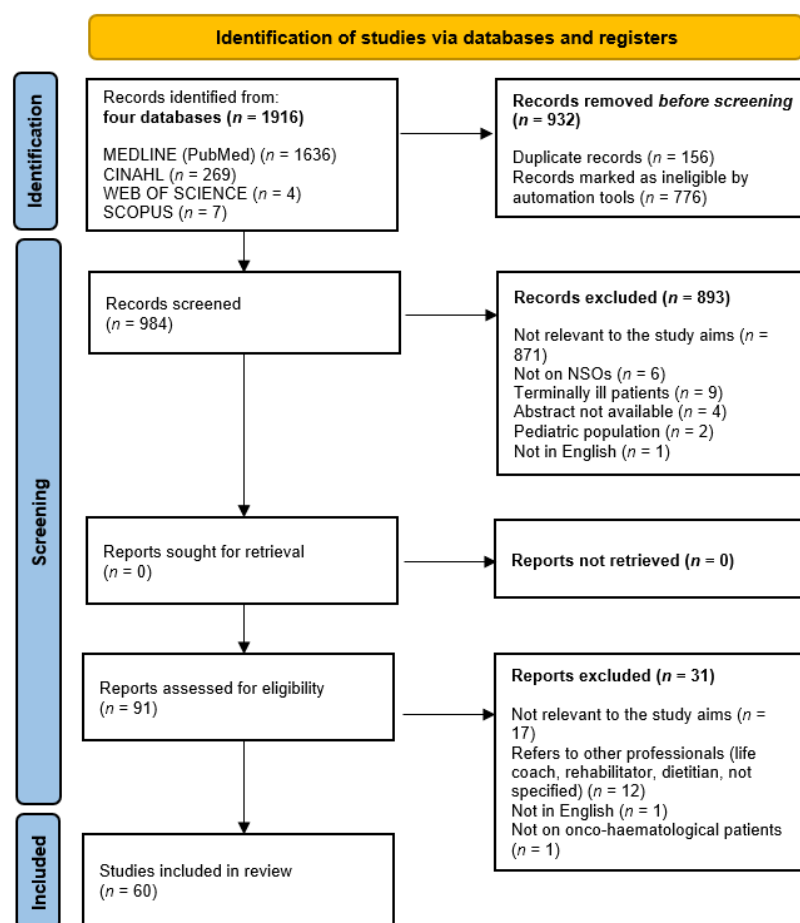 Identification of studies via databases and registers
Identification
Records identified from:
four databases (n = 1916)
MEDLINE (PubMed) (n = 1636)
CINAHL (n = 269)
WEB OF SCIENCE (n = 4)
SCOPUS (n = 7)
Records removed before screening
(n = 932)
Duplicate records (n = 156)
Records marked as ineligible by
automation tools (n = 776)
Screening
Records screened
(n = 984)
Records excluded (n = 893)
Not relevant to the study aims (n =
871)
Not on NSOs (n = 6)
Terminally ill patients (n = 9)
Abstract not available (n = 4)
Pediatric population (n = 2)
Not in English (n = 1)
Reports sought for retrieval
(n = 0)
Reports not retrieved (n = 0)
Reports assessed for eligibility
(n = 91)
Reports excluded (n = 31)
Not relevant to the study aims (n =
17)
Refers to other professionals (life
coach, rehabilitator, dietitian, not
specified) (n = 12)
Not in English (n = 1)
Not on onco-haematological patients
(n = 1)
Included
Studies included in review
(n = 60)